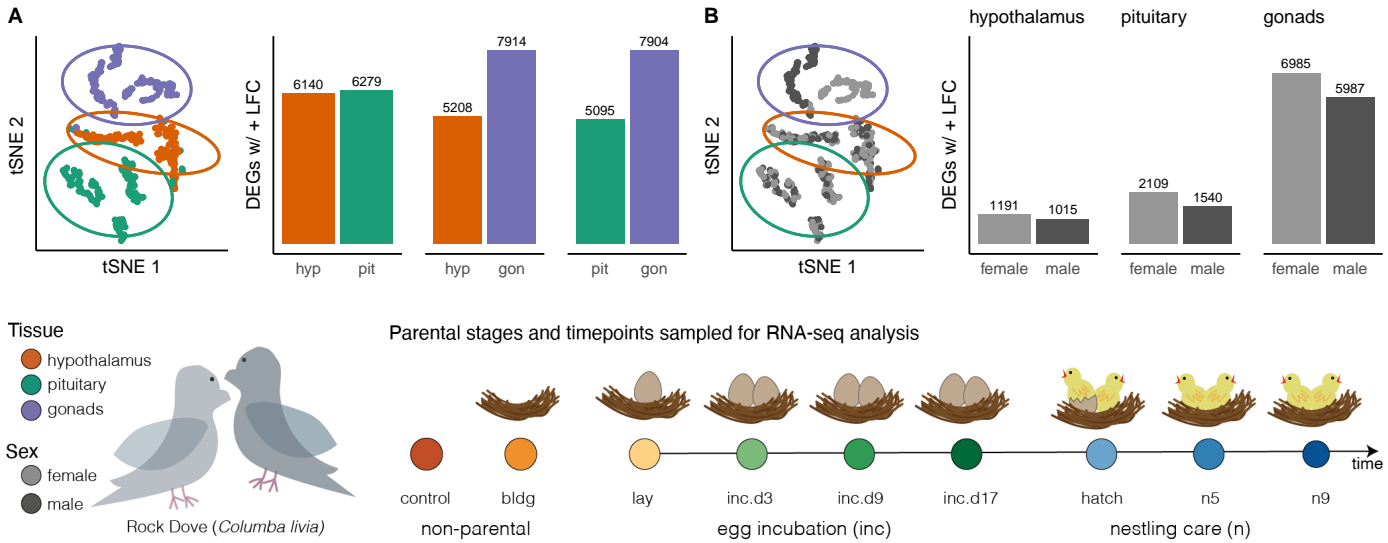 A
tSNE 2
tSNE 1
DEGs w/ + LFC
6140
6279
5208
7914
5095
7904
hyp
pit
hyp
gon
pit
gon
B
tSNE 2
tSNE 1
hypothalamus
pituitary
gonads
DEGs w/ + LFC
1191
1015
2109
1540
6985
5987
female
male
female
male
female
male
Tissue
hypothalamus
pituitary
gonads
Sex
female
male
Rock Dove (Columba livia)
Parental stages and timepoints sampled for RNA-seq analysis
time
control
bldg
lay
inc.d3
inc.d9
inc.d17
hatch
n5
n9
non-parental
egg incubation (inc)
nestling care (n)